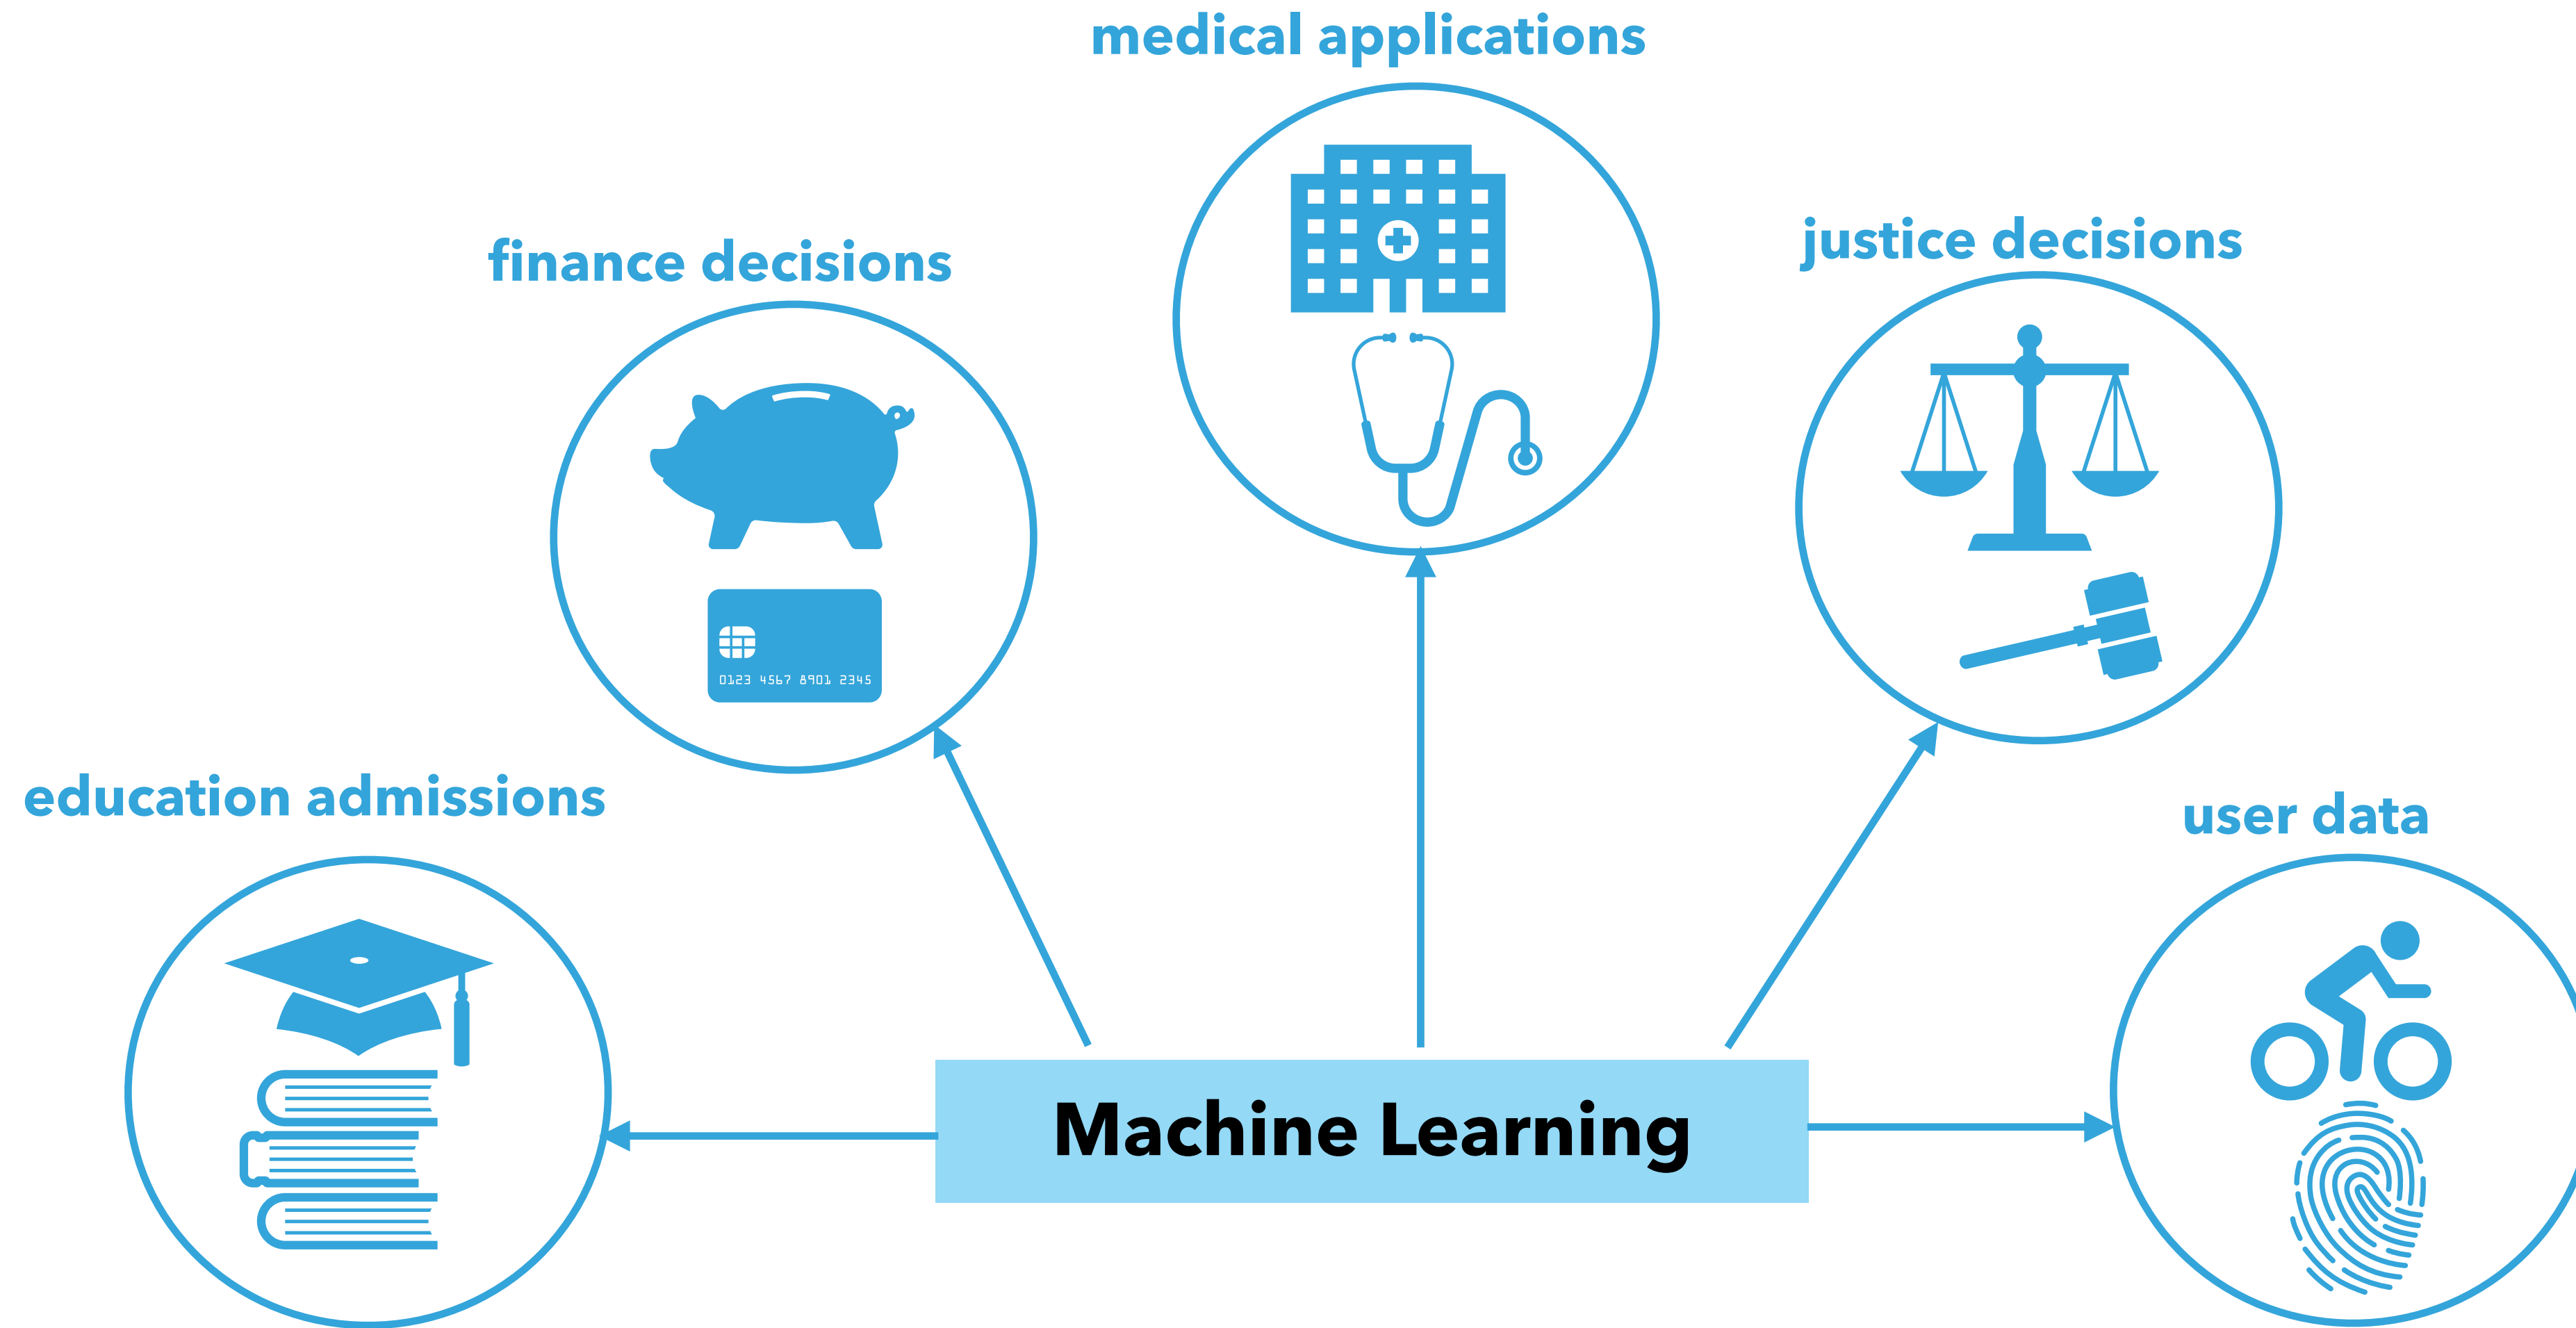 medical applications
finance decisions
justice decisions
0123 4567 8901 2345
education admissions
user data
Machine Learning